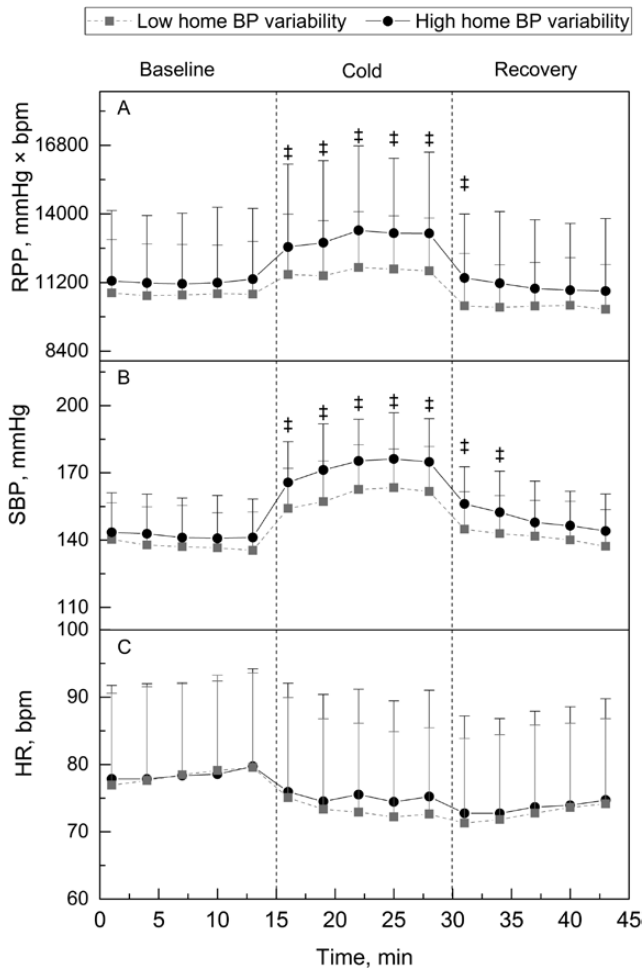 Low home BP variability High home BP variability
Baseline Cold Recovery
A
‡ ‡ ‡ ‡ ‡ ‡
16800
14000
11200
8400
RPP, mmHg × bpm
B
‡ ‡ ‡ ‡ ‡ ‡ ‡
200
170
140
110
SBP, mmHg
100
C
90
80
70
60
HR, bpm
0 5 10 15 20 25 30 35 40 45
Time, min